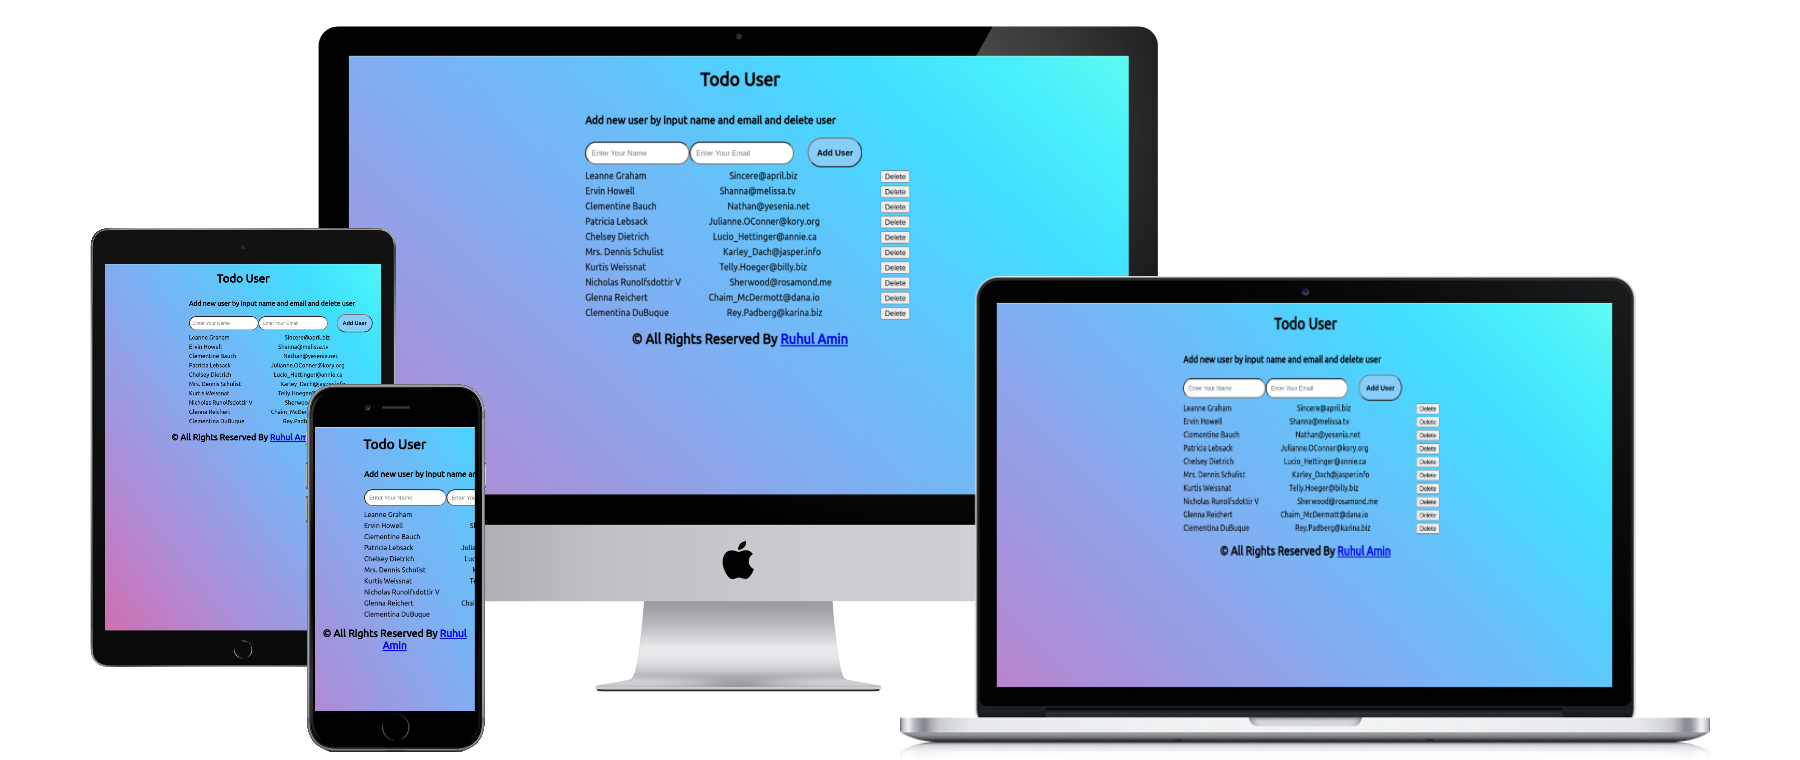 Todo User
Add new user by input name and email and delete user
Enter Your Name Enter Your Email Add User
Leanne Graham Sincere@april.biz Delete
Ervin Howell Shanna@melissa.tv Delete
Clementine Bauch Nathan@yesenia.net Delete
Patricia Lebsack Julianne.OConner@kory.org Delete
Chelsey Dietrich Lucio_Hettinger@annie.ca Delete
Mrs. Dennis Schulist Karley_Dach@jasper.info Delete
Kurtis Weissnat Telly.Hoeger@billy.biz Delete
Nicholas Runolfsdottir V Sherwood@rosamond.me Delete
Glenna Reichert Chaim_McDermott@dana.io Delete
Clementina DuBuque Rey.Padberg@karina.biz Delete
© All Rights Reserved By Ruhul Amin
Todo User
Add new user by input name and email and delete user
Enter Your Name Enter Your Email Add User
Leanne Graham Sincere@april.biz
Ervin Howell Shanna@melissa.tv
Clementine Bauch Nathan@yesenia.net
Patricia Lebsack Julianne.OConner@kory.org
Chelsey Dietrich Lucio_Hettinger@annie.ca
Mrs. Dennis Schulist Karley_Dach@jasper.info
Kurtis Weissnat Telly.Hoeger
Nicholas Runolfsdottir V Sherwoo
Glenna Reichert Chaim_McDe
Clementina DuBuque Rey.Padb
© All Rights Reserved By Ruhul Am
Todo User
Add new user by input name an
Enter Your Name Enter You
Leanne Graham
Ervin Howell S
Clementine Bauch
Patricia Lebsack Julia
Chelsey Dietrich Luc
Mrs. Dennis Schulist K
Kurtis Weissnat Te
Nicholas Runolfsdottir V
Glenna Reichert Chai
Clementina DuBuque
© All Rights Reserved By Ruhul
Amin
Todo User
Add new user by input name and email and delete user
Enter Your Name Enter Your Email Add User
Leanne Graham Sincere@april.biz Delete
Ervin Howell Shanna@melissa.tv Delete
Clementine Bauch Nathan@yesenia.net Delete
Patricia Lebsack Julianne.OConner@kory.org Delete
Chelsey Dietrich Lucio_Hettinger@annie.ca Delete
Mrs. Dennis Schulist Karley_Dach@jasper.info Delete
Kurtis Weissnat Telly.Hoeger@billy.biz Delete
Nicholas Runolfsdottir V Sherwood@rosamond.me Delete
Glenna Reichert Chaim_McDermott@dana.io Delete
Clementina DuBuque Rey.Padberg@karina.biz Delete
© All Rights Reserved By Ruhul Amin